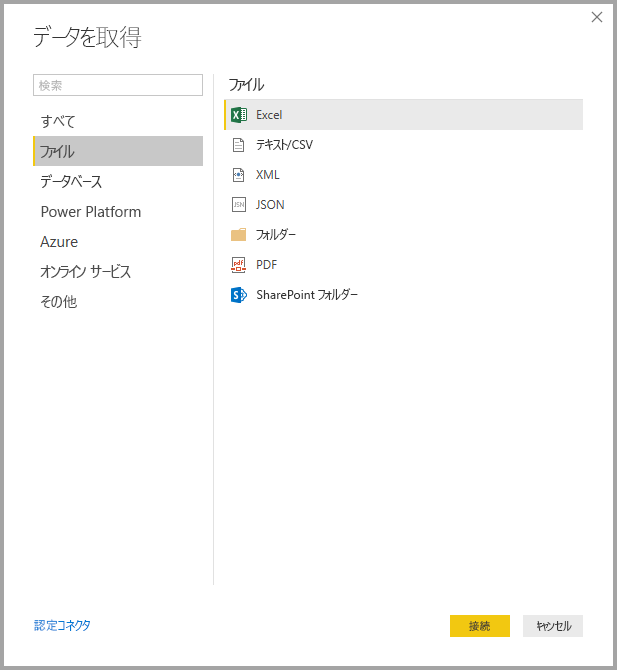 データを取得
検索
すべて
ファイル
データベース
Power Platform
Azure
オンライン サービス
その他
ファイル
Excel
テキスト/CSV
XML
JSON
フォルダー
PDF
SharePoint フォルダー
認定コネクタ
接続
キャンセル